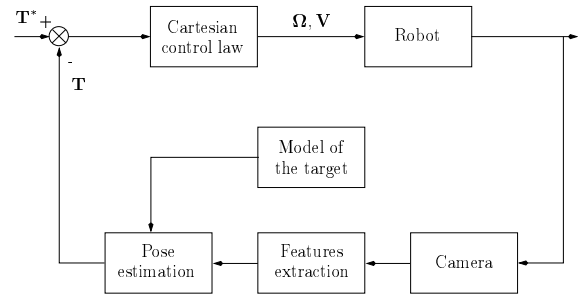 T* +
Cartesian
control law
Ω, V
Robot
-
T
Model of
the target
Pose
estimation
Features
extraction
Camera